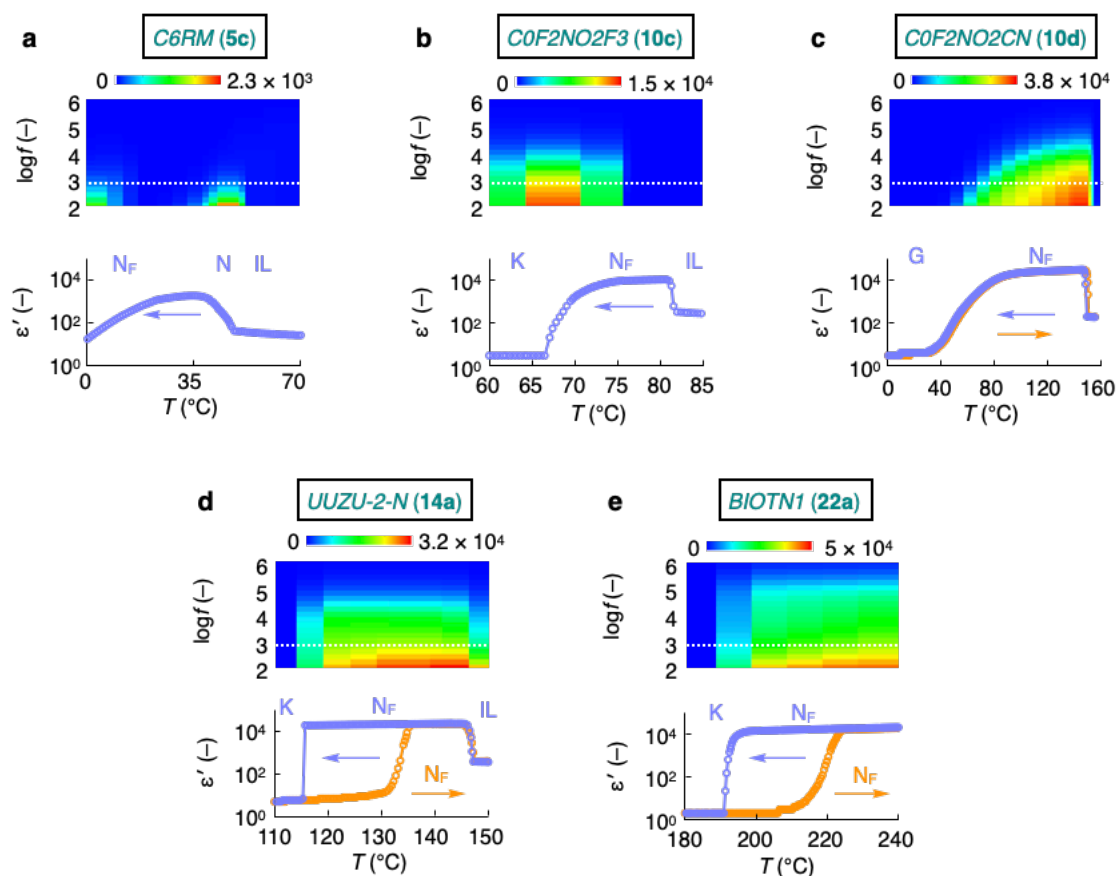 a
C6RM (5c)
0 2.3 × 10³
logf (–)
6
5
4
3
2
N_F N IL
ε′ (–)
10⁴
10²
10⁰
0 35 70
T (°C)
b
C0F2NO2F3 (10c)
0 1.5 × 10⁴
logf (–)
6
5
4
3
2
K N_F IL
ε′ (–)
10⁴
10²
10⁰
60 65 70 75 80 85
T (°C)
c
C0F2NO2CN (10d)
0 3.8 × 10⁴
logf (–)
6
5
4
3
2
G N_F
ε′ (–)
10⁴
10²
10⁰
0 40 80 120 160
T (°C)
d
UUZU-2-N (14a)
0 3.2 × 10⁴
logf (–)
6
5
4
3
2
K N_F IL
N_F
ε′ (–)
10⁴
10²
10⁰
110 120 130 140 150
T (°C)
e
BIOTN1 (22a)
0 5 × 10⁴
logf (–)
6
5
4
3
2
K N_F
N_F
ε′ (–)
10⁴
10²
10⁰
180 200 220 240
T (°C)